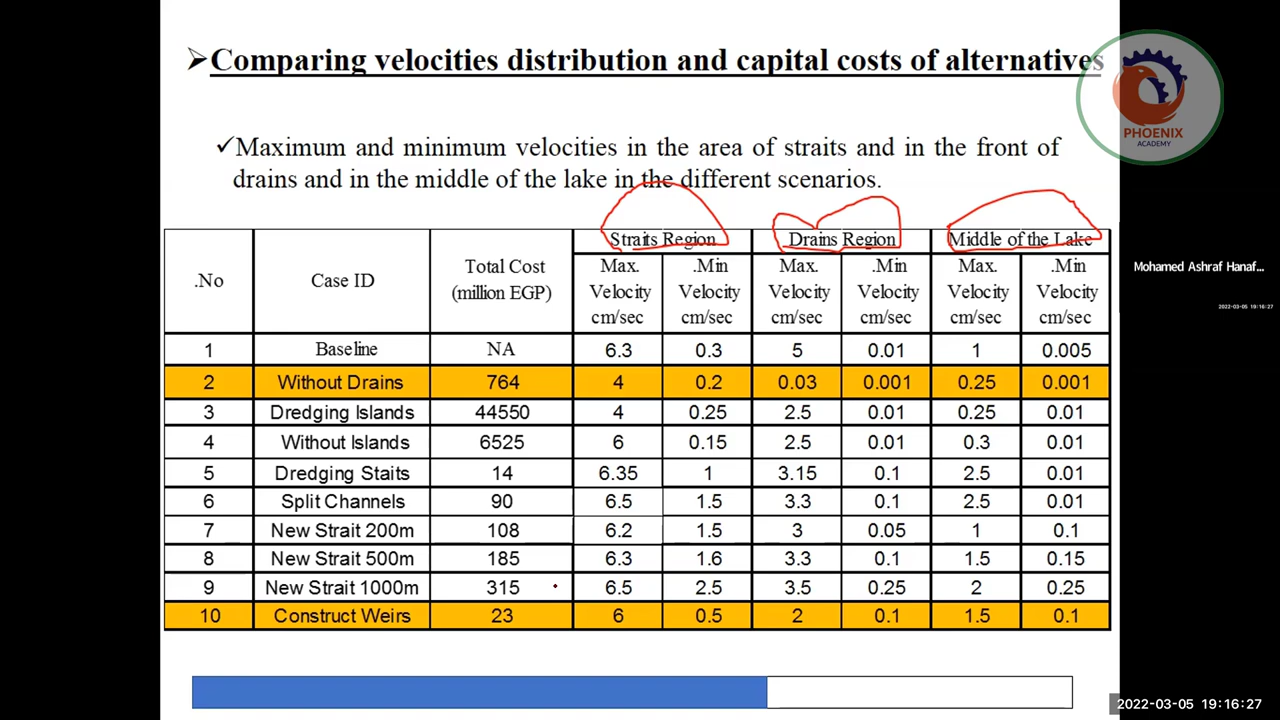 ➢Comparing velocities distribution and capital costs of alternatives
PHOENIX
ACADEMY
✓Maximum and minimum velocities in the area of straits and in the front of
drains and in the middle of the lake in the different scenarios.
.No Case ID Total Cost (million EGP) Straits Region Drains Region Middle of the Lake
Max. Velocity cm/sec .Min Velocity cm/sec Max. Velocity cm/sec .Min Velocity cm/sec Max. Velocity cm/sec .Min Velocity cm/sec
1 Baseline NA 6.3 0.3 5 0.01 1 0.005
2 Without Drains 764 4 0.2 0.03 0.001 0.25 0.001
3 Dredging Islands 44550 4 0.25 2.5 0.01 0.25 0.01
4 Without Islands 6525 6 0.15 2.5 0.01 0.3 0.01
5 Dredging Staits 14 6.35 1 3.15 0.1 2.5 0.01
6 Split Channels 90 6.5 1.5 3.3 0.1 2.5 0.01
7 New Strait 200m 108 6.2 1.5 3 0.05 1 0.1
8 New Strait 500m 185 6.3 1.6 3.3 0.1 1.5 0.15
9 New Strait 1000m 315 6.5 2.5 3.5 0.25 2 0.25
10 Construct Weirs 23 6 0.5 2 0.1 1.5 0.1
Mohamed Ashraf Hanaf...
2022-03-05 19:16:27
2022-03-05 19:16:27